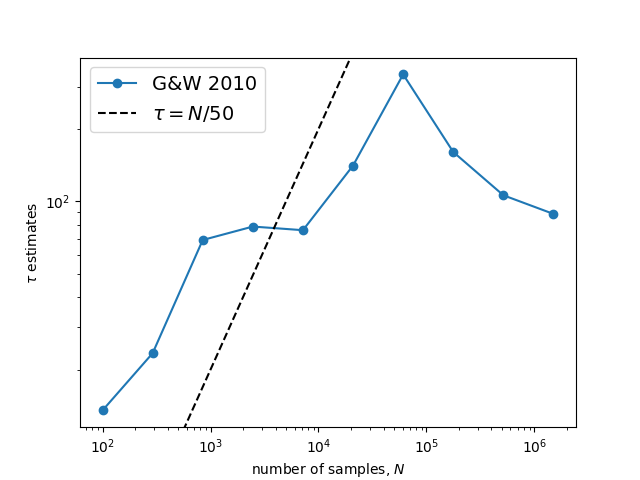 G&W 2010
τ = N/50
10²
τ estimates
10² 10³ 10⁴ 10⁵ 10⁶
number of samples, N